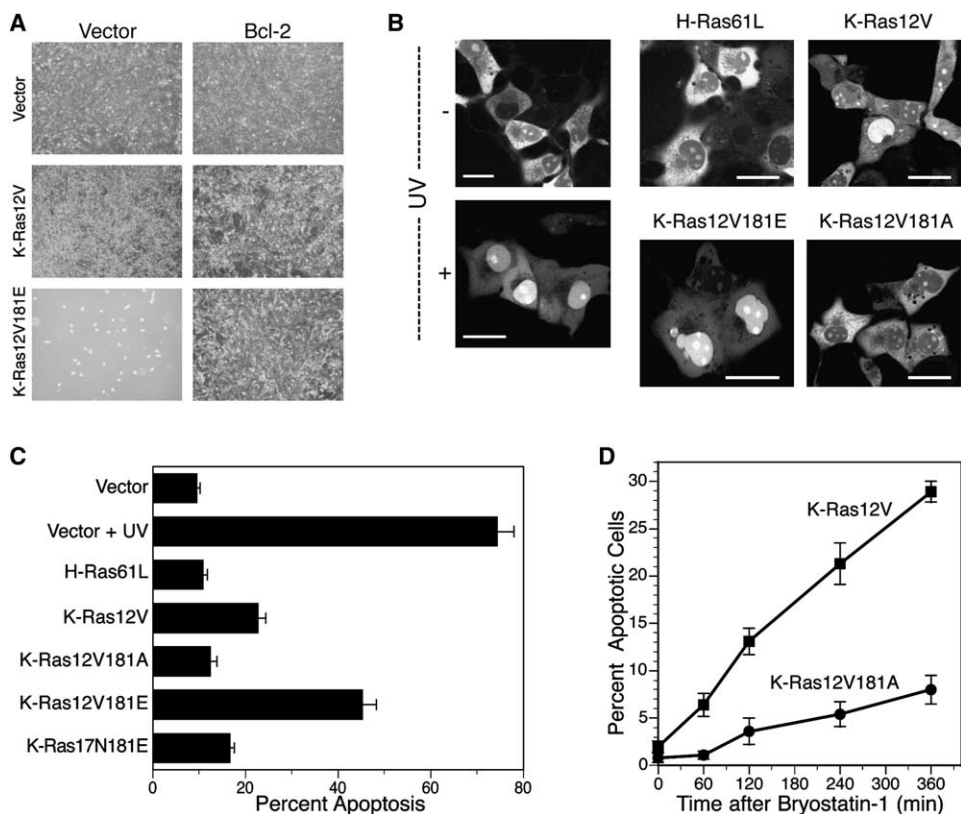 A
Vector
Bcl-2
Vector
K-Ras12V
K-Ras12V181E
B
H-Ras61L
K-Ras12V
UV
-
+
K-Ras12V181E
K-Ras12V181A
C
Vector
Vector + UV
H-Ras61L
K-Ras12V
K-Ras12V181A
K-Ras12V181E
K-Ras17N181E
0 20 40 60 80
Percent Apoptosis
D
Percent Apoptotic Cells
30
25
20
15
10
5
0
K-Ras12V
K-Ras12V181A
0 60 120 180 240 300 360
Time after Bryostatin-1 (min)